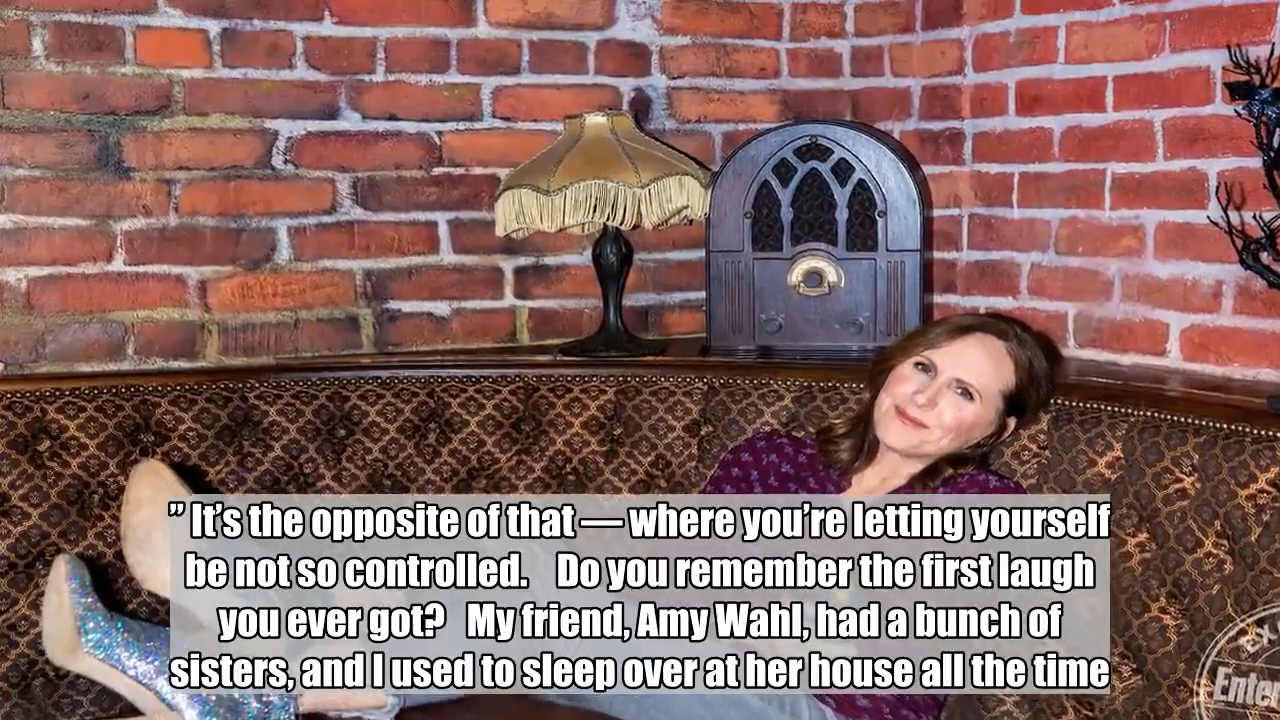 ” It’s the opposite of that — where you’re letting yourself
be not so controlled. Do you remember the first laugh
you ever got? My friend, Amy Wahl, had a bunch of
sisters, and I used to sleep over at her house all the time
EX
Enter